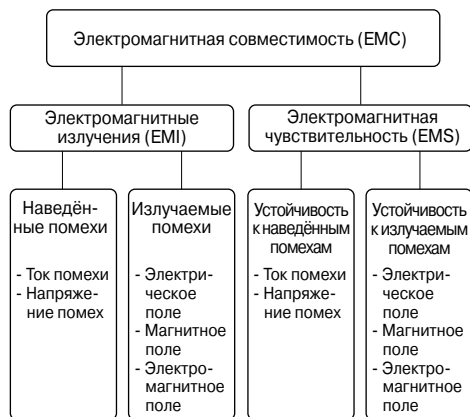 Электромагнитная совместимость (EMC)
Электромагнитные
излучения (EMI)
Электромагнитная
чувствительность (EMS)
Наведён-
ные помехи
- Ток помехи
- Напряже-
ние помех
Излучаемые
помехи
- Электри-
ческое
поле
- Магнитное
поле
- Электро-
магнитное
поле
Устойчивость
к наведённым
помехам
- Ток помехи
- Напряже-
ние помех
Устойчивость
к излучаемым
помехам
- Электри-
ческое
поле
- Магнитное
поле
- Электро-
магнитное
поле